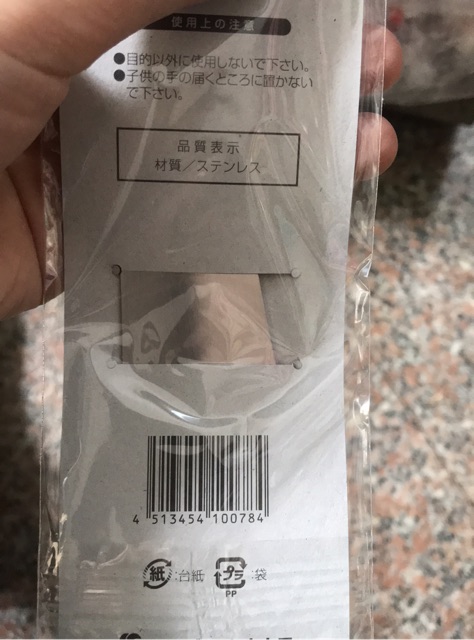 使用上の注意
●目的以外に使用しないで下さい。
●子供の手の届くところに置かない
で下さい。
品質表示
材質／ステンレス
4 513454 100784
紙:台紙 プラ:袋
PP